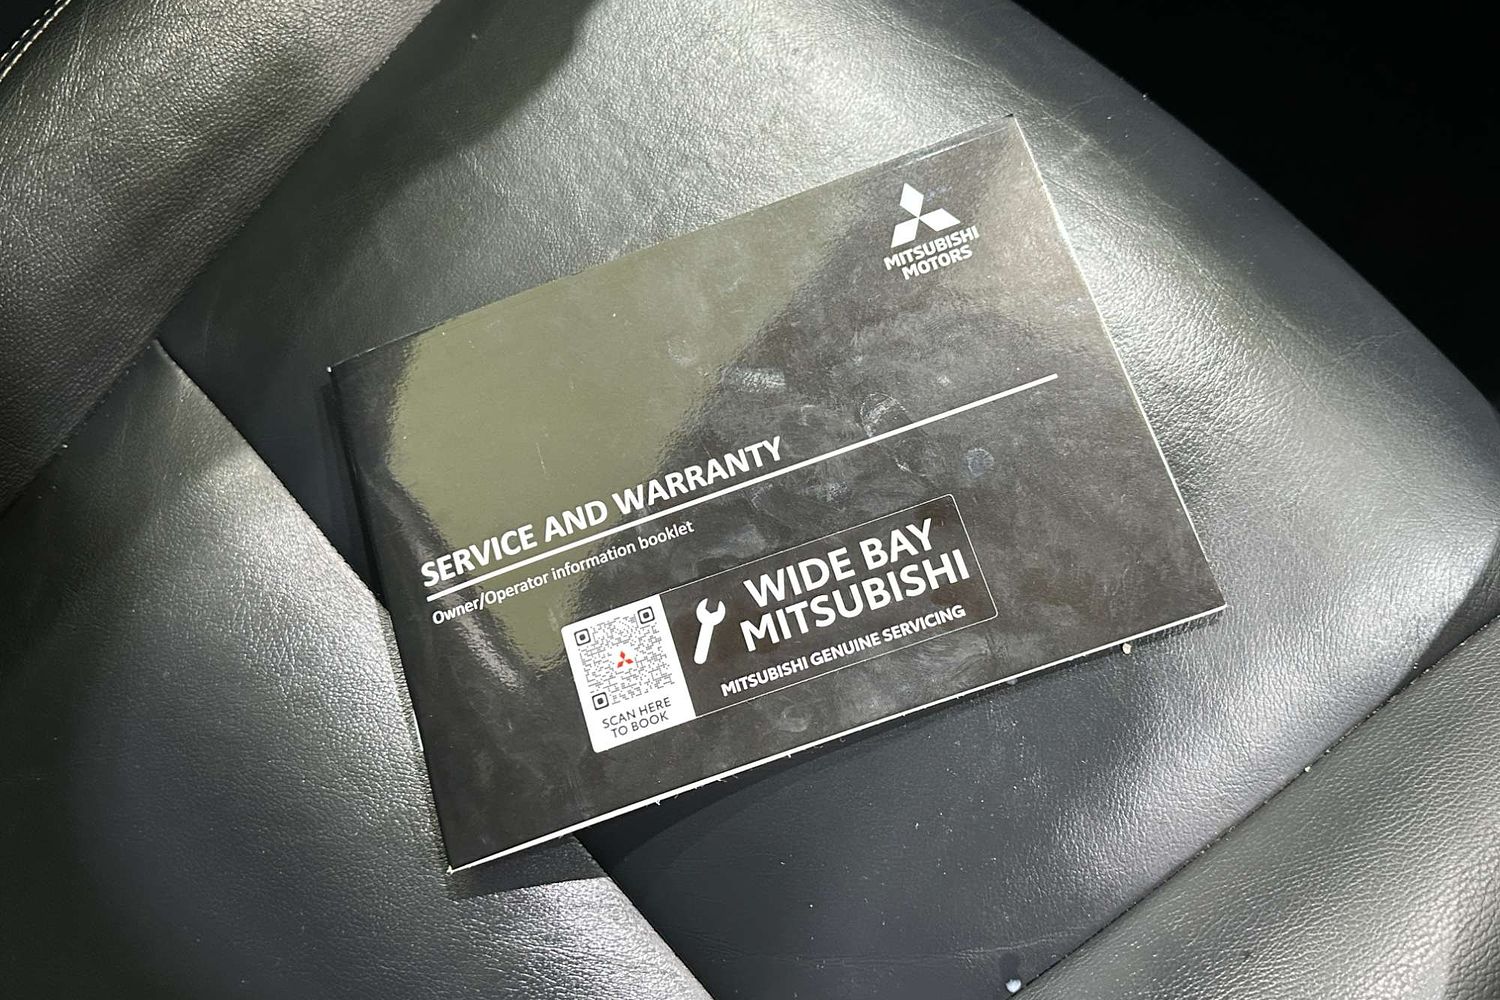 MITSUBISHI
MOTORS
SERVICE AND WARRANTY
Owner/Operator information booklet
WIDE BAY
MITSUBISHI
MITSUBISHI GENUINE SERVICING
SCAN HERE
TO BOOK